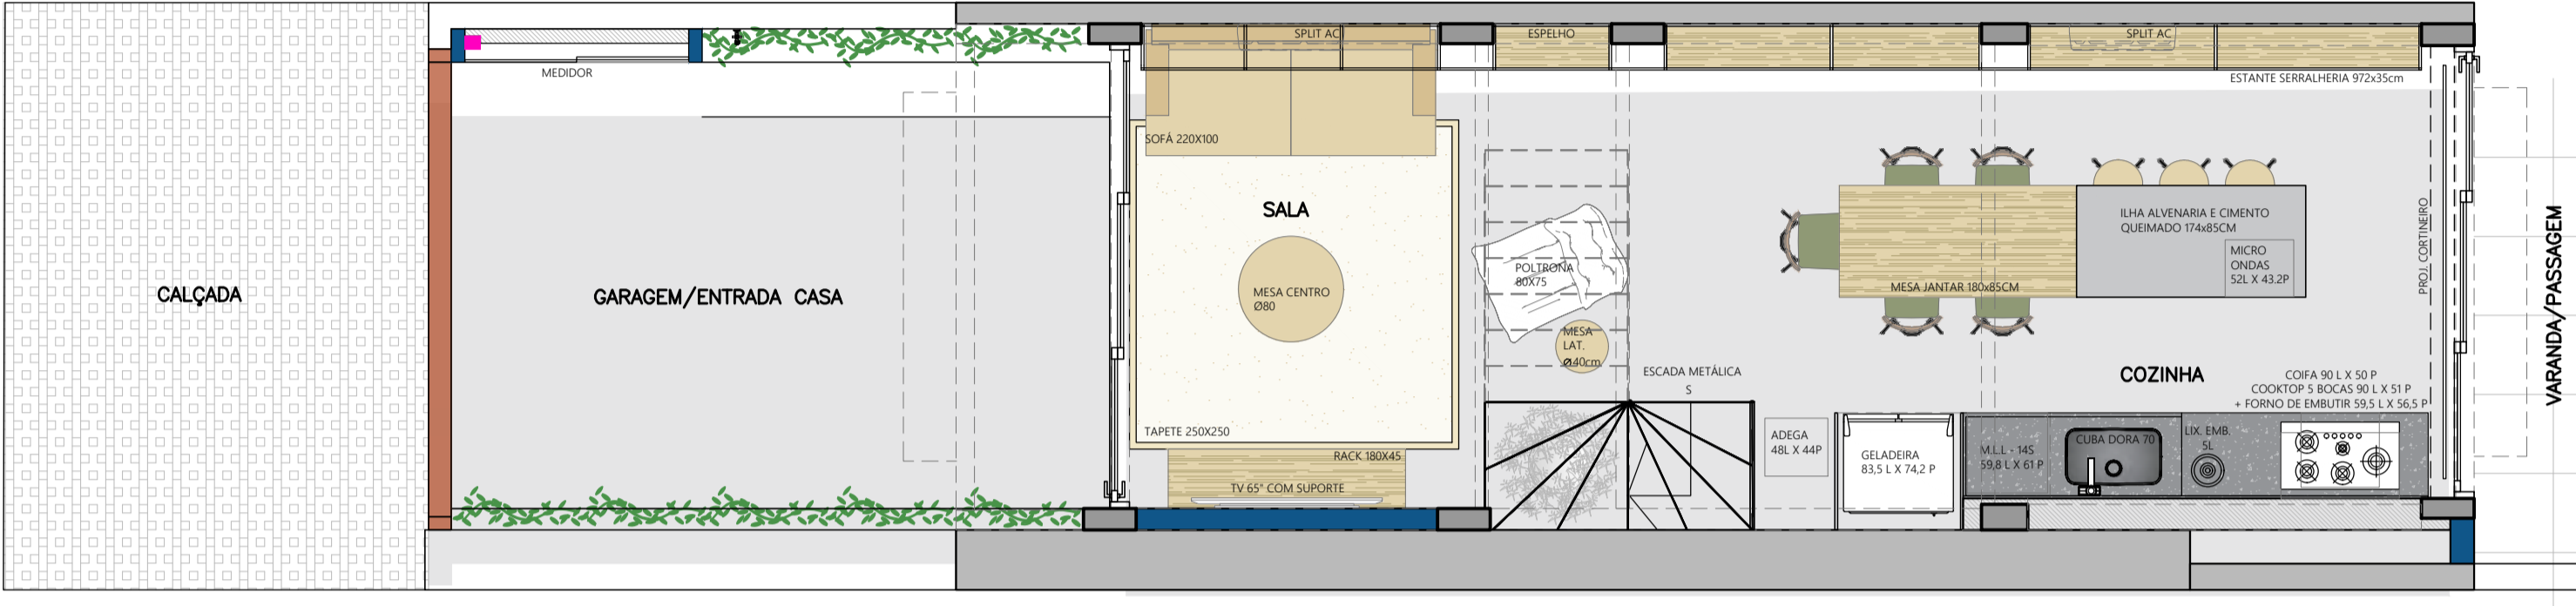 CALÇADA
MEDIDOR
GARAGEM/ENTRADA CASA
SPLIT AC
SOFÁ 220X100
SALA
MESA CENTRO
Ø80
TAPETE 250X250
RACK 180X45
TV 65" COM SUPORTE
ESPELHO
POLTRONA
80X75
MESA
LAT.
Ø40cm
ESCADA METÁLICA
S
ADEGA
48L X 44P
GELADEIRA
83,5 L X 74,2 P
SPLIT AC
ESTANTE SERRALHERIA 972x35cm
MESA JANTAR 180x85CM
ILHA ALVENARIA E CIMENTO
QUEIMADO 174x85CM
MICRO
ONDAS
52L X 43.2P
COZINHA
COIFA 90 L X 50 P
COOKTOP 5 BOCAS 90 L X 51 P
+ FORNO DE EMBUTIR 59,5 L X 56,5 P
M.L.L - 14S
59,8 L X 61 P
CUBA DORA 70
LIX. EMB.
5L
PROJ. CORTINEIRO
VARANDA/PASSAGEM